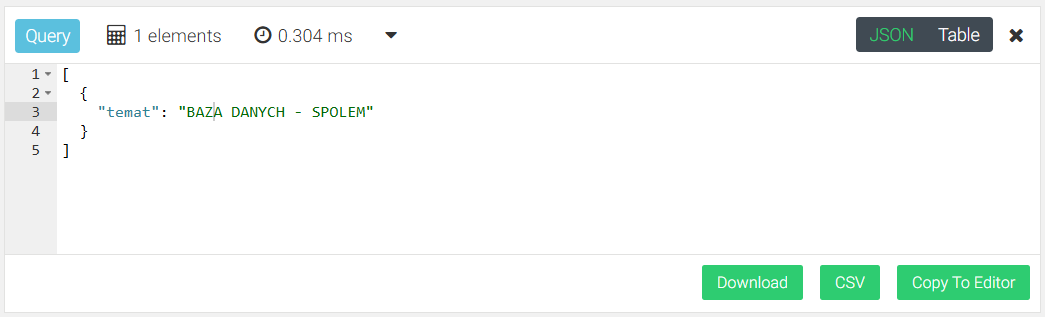 Query 1 elements 0.304 ms JSON Table
1 [
2 {
3 "temat": "BAZA DANYCH - SPOLEM"
4 }
5 ]
Download CSV Copy To Editor